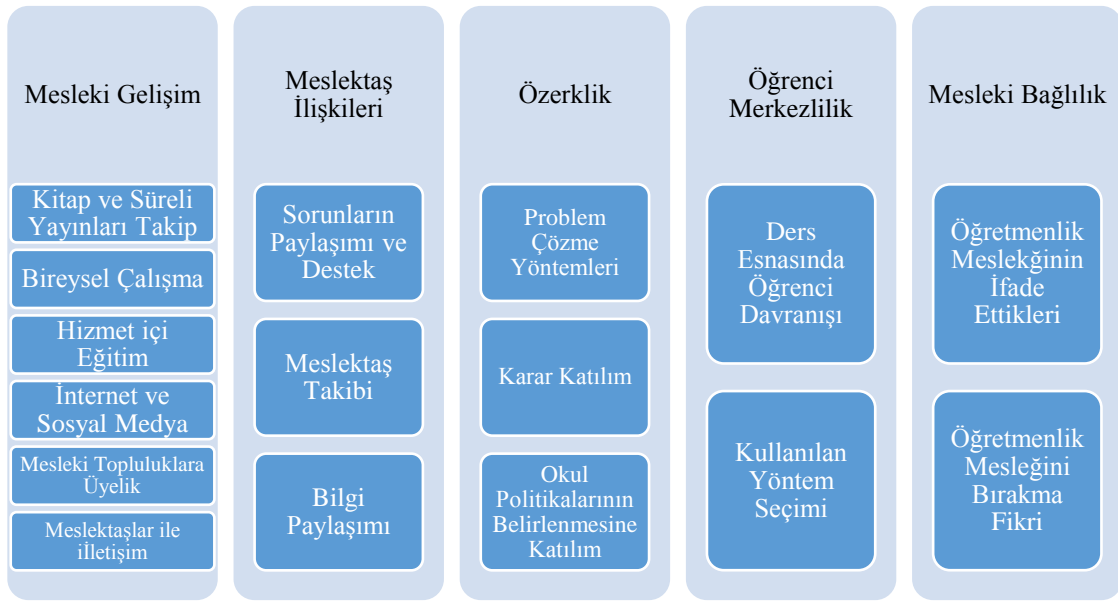 Mesleki Gelişim
Kitap ve Süreli
Yayınları Takip
Bireysel Çalışma
Hizmet içi
Eğitim
İnternet ve
Sosyal Medya
Mesleki Topluluklara
Üyelik
Meslektaşlar ile
iİletişim
Meslektaş
İlişkileri
Sorunların
Paylaşımı ve
Destek
Meslektaş
Takibi
Bilgi
Paylaşımı
Özerklik
Problem
Çözme
Yöntemleri
Karar Katılım
Okul
Politikalarının
Belirlenmesine
Katılım
Öğrenci
Merkezlilik
Ders
Esnasında
Öğrenci
Davranışı
Kullanılan
Yöntem
Seçimi
Mesleki Bağlılık
Öğretmenlik
Meslekğinin
İfade
Ettikleri
Öğretmenlik
Mesleğini
Bırakma
Fikri